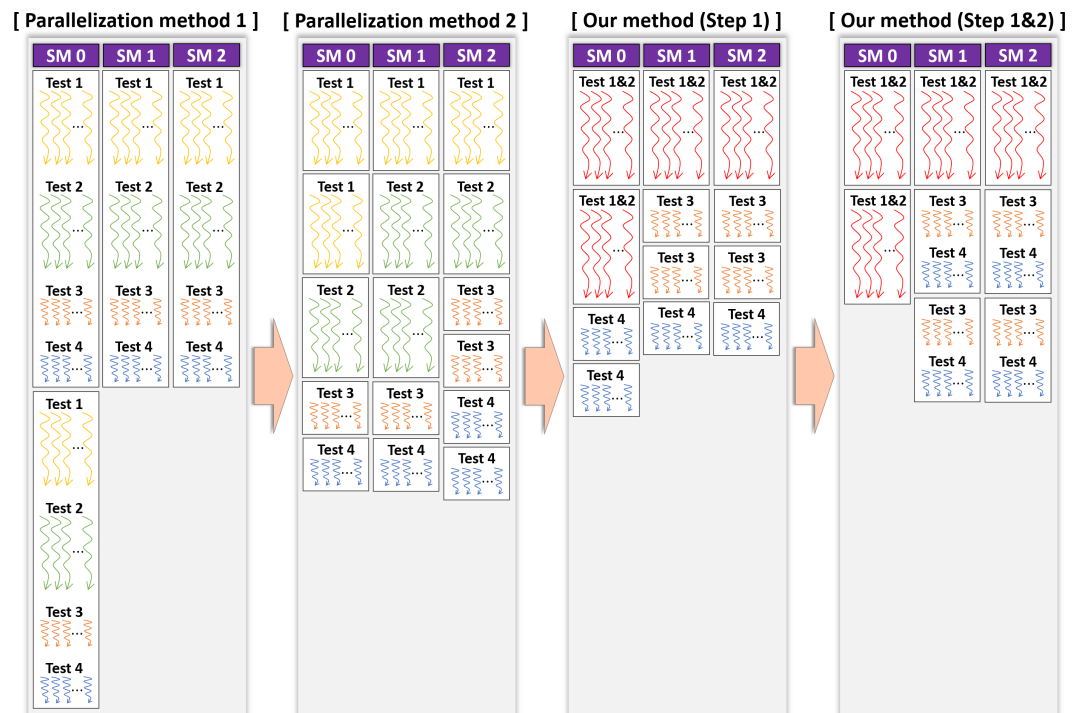 [ Parallelization method 1 ]
SM 0 SM 1 SM 2
Test 1 Test 1 Test 1
... ... ...
Test 2 Test 2 Test 2
... ... ...
Test 3 Test 3 Test 3
... ... ...
Test 4 Test 4 Test 4
... ... ...
Test 1
...
Test 2
...
Test 3
...
Test 4
...
[ Parallelization method 2 ]
SM 0 SM 1 SM 2
Test 1 Test 1 Test 1
... ... ...
Test 1 Test 2 Test 2
... ... ...
Test 2 Test 2 Test 3
...
Test 3
... ... ...
Test 3 Test 3 Test 4
... ... ...
Test 4 Test 4 Test 4
... ... ...
[ Our method (Step 1) ]
SM 0 SM 1 SM 2
Test 1&2 Test 1&2 Test 1&2
... ... ...
Test 1&2 Test 3 Test 3
... ... ...
Test 3 Test 3
... ...
Test 4 Test 4 Test 4
... ... ...
Test 4
...
[ Our method (Step 1&2) ]
SM 0 SM 1 SM 2
Test 1&2 Test 1&2 Test 1&2
... ... ...
Test 1&2 Test 3 Test 3
... ... ...
Test 4 Test 4
... ...
Test 3 Test 3
... ...
Test 4 Test 4
... ...